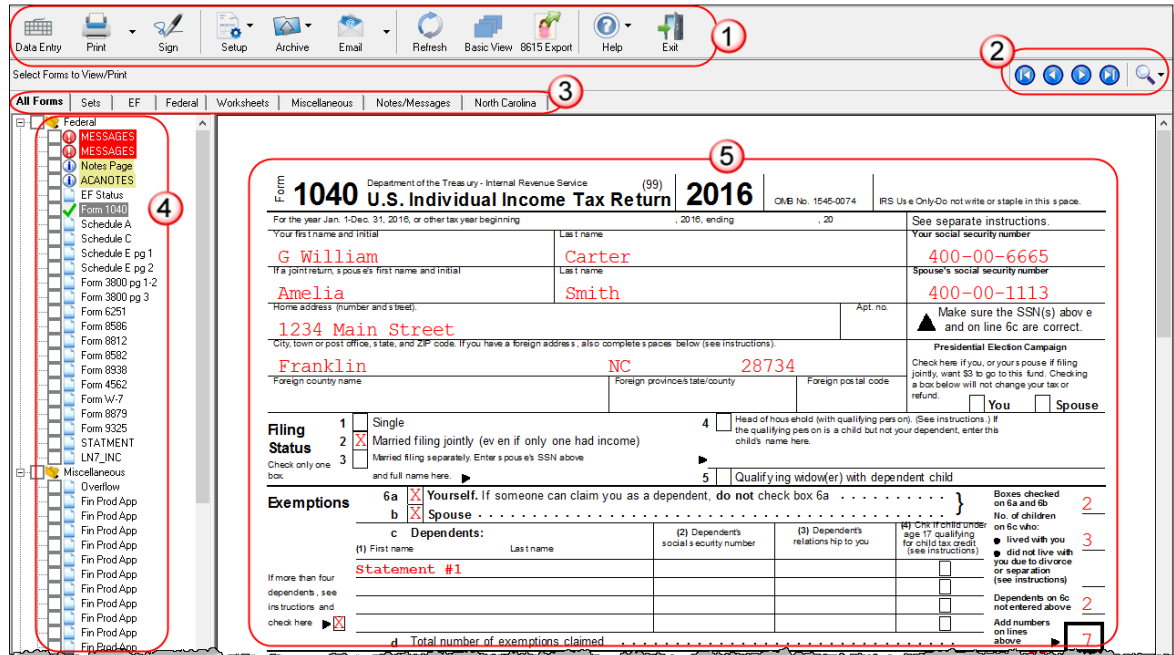 Data Entry Print Sign Setup Archive Email Refresh Basic View 8615 Export Help Exit
1
2
Select Forms to View/Print
All Forms Sets EF Federal Worksheets Miscellaneous Notes/Messages North Carolina
3
Federal
MESSAGES
MESSAGES
Notes Page
ACANOTES
EF Status
Form 1040
Schedule A
Schedule C
Schedule E pg 1
Schedule E pg 2
Form 3800 pg 1-2
Form 3800 pg 3
Form 6251
Form 8586
Form 8812
Form 8582
Form 8938
Form 4562
Form W-7
Form 8879
Form 9325
STATMENT
LN7_INC
Miscellaneous
Overflow
Fin Prod App
Fin Prod App
Fin Prod App
Fin Prod App
Fin Prod App
Fin Prod App
Fin Prod App
Fin Prod App
Fin Prod App
Fin Prod App
Fin Prod App
4
5
Form 1040 Department of the Treasury - Internal Revenue Service (99)
U.S. Individual Income Tax Return 2016 OMB No. 1545-0074 IRS Use Only-Do not write or staple in this space.
For the year Jan. 1-Dec. 31, 2016, or other tax year beginning , 2016, ending , 20 See separate instructions.
Your first name and initial Last name Your social security number
G William Carter 400-00-6665
If a joint return, spouse's first name and initial Last name Spouse's social security number
Amelia Smith 400-00-1113
Home address (number and street). Apt. no.
1234 Main Street
Make sure the SSN(s) above
and on line 6c are correct.
City, town or post office, state, and ZIP code. If you have a foreign address, also complete spaces below (see instructions).
Franklin NC 28734
Foreign country name Foreign province/state/county Foreign postal code
Presidential Election Campaign
Check here if you, or your spouse if filing
jointly, want $3 to go to this fund. Checking
a box below will not change your tax or
refund.
You Spouse
Filing
Status
Check only one
box.
1 Single
2 X Married filing jointly (even if only one had income)
3 Married filing separately. Enter spouse's SSN above
and full name here.
4 Head of household (with qualifying person). (See instructions.) If
the qualifying person is a child but not your dependent, enter this
child's name here.
5 Qualifying widow(er) with dependent child
Exemptions
6a X Yourself. If someone can claim you as a dependent, do not check box 6a . . . . . . . . . .
b X Spouse . . . . . . . . . . . . . . . . . . . . . . . . . . . . . . . .
}
c Dependents:
(1) First name Last name
(2) Dependent's
social security number
(3) Dependent's
relationship to you
(4) Chk if child under
age 17 qualifying
for child tax credit
(see instructions)
Statement #1
If more than four
dependents, see
instructions and
check here X
d Total number of exemptions claimed . . . . . . . . . . . . . . . . . . . . . . . . . . . .
Boxes checked
on 6a and 6b 2
No. of children
on 6c who:
● lived with you 3
● did not live with
you due to divorce
or separation
(see instructions)
Dependents on 6c
not entered above 2
Add numbers
on lines
above 7